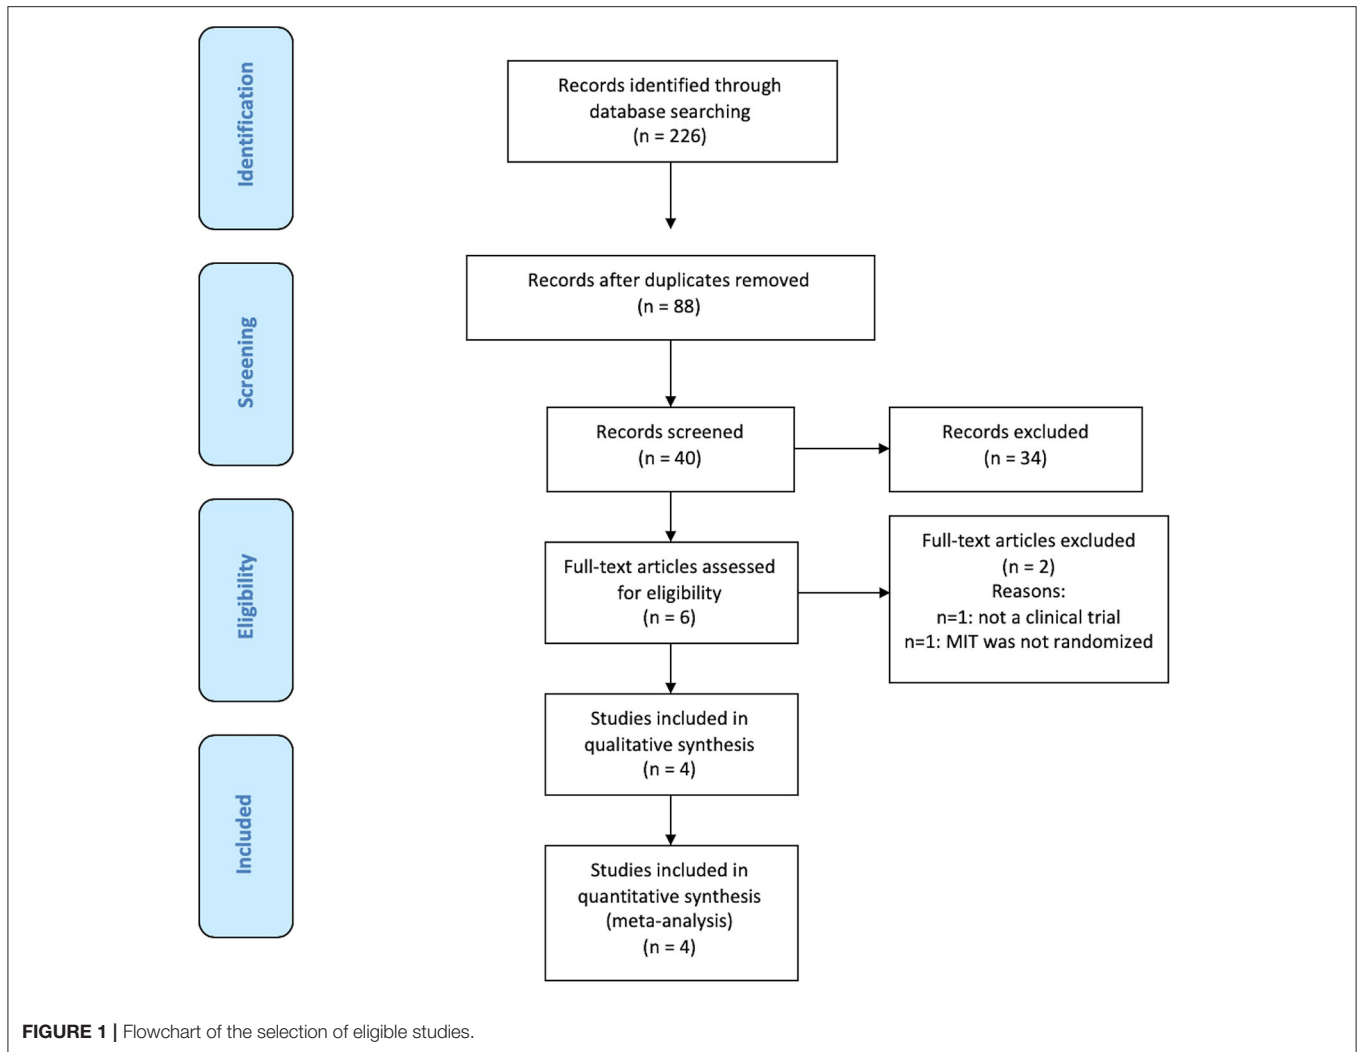 Identification
Records identified through
database searching
(n = 226)
Screening
Records after duplicates removed
(n = 88)
Records screened
(n = 40)
Records excluded
(n = 34)
Eligibility
Full-text articles assessed
for eligibility
(n = 6)
Full-text articles excluded
(n = 2)
Reasons:
n=1: not a clinical trial
n=1: MIT was not randomized
Included
Studies included in
qualitative synthesis
(n = 4)
Studies included in
quantitative synthesis
(meta-analysis)
(n = 4)
FIGURE 1 | Flowchart of the selection of eligible studies.